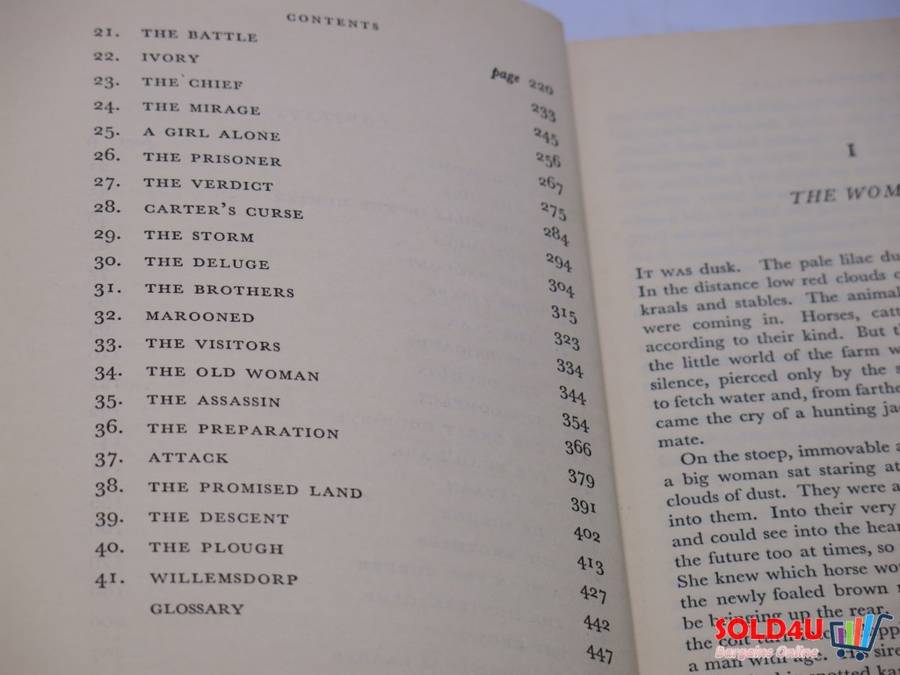 CONTENTS
21. THE BATTLE page 220
22. IVORY 233
23. THE CHIEF 245
24. THE MIRAGE 256
25. A GIRL ALONE 267
26. THE PRISONER 275
27. THE VERDICT 284
28. CARTER'S CURSE 294
29. THE STORM 304
30. THE DELUGE 315
31. THE BROTHERS 323
32. MAROONED 334
33. THE VISITORS 344
34. THE OLD WOMAN 354
35. THE ASSASSIN 366
36. THE PREPARATION 379
37. ATTACK 391
38. THE PROMISED LAND 402
39. THE DESCENT 413
40. THE PLOUGH 427
41. WILLEMSDORP 442
GLOSSARY 447
I
THE WOM
IT WAS dusk. The pale lilac du
In the distance low red clouds
kraals and stables. The animal
were coming in. Horses, catt
according to their kind. But t
the little world of the farm w
silence, pierced only by the s
to fetch water and, from farthe
came the cry of a hunting ja
mate.
On the stoep, immovable a
a big woman sat staring at
clouds of dust. They were a
into them. Into their very
and could see into the hear
the future too at times, so
She knew which horse wo
the newly foaled brown
be bringing up the rear.
the colt turn
a man with age. His sire
SOLD4U
Bargains Online